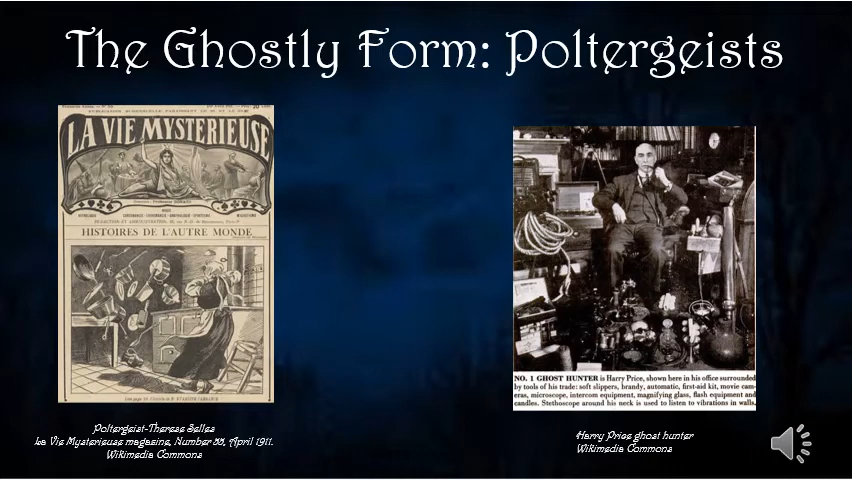 The Ghostly Form: Poltergeists
LA VIE MYSTERIEUSE
HISTOIRES DE L'AUTRE MONDE
NO. 1 GHOST HUNTER is Harry Price, shown here in his office surrounded
by tools of his trade: soft slippers, brandy, automatic, first-aid kit, movie cam-
eras, microscope, intercom equipment, magnifying glass, flash equipment and
candles. Stethoscope around his neck is used to listen to vibrations in walls.
Poltergeist-Therese Selles
La Vie Mysterieuse magazine, Number 55, April 1911.
Wikimedia Commons
Harry Price ghost hunter
Wikimedia Commons